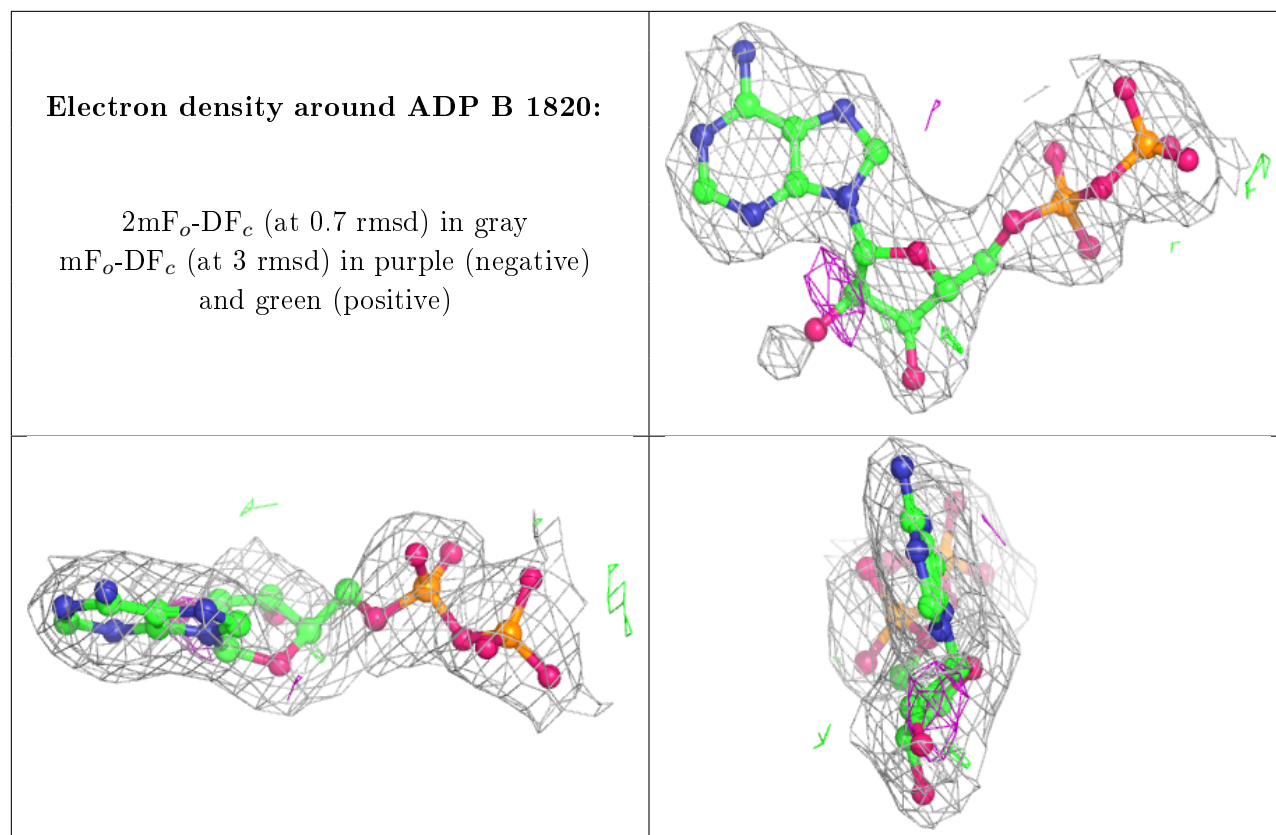 Electron density around ADP B 1820:
2mFₒ-DF𝒸 (at 0.7 rmsd) in gray
mFₒ-DF𝒸 (at 3 rmsd) in purple (negative)
and green (positive)